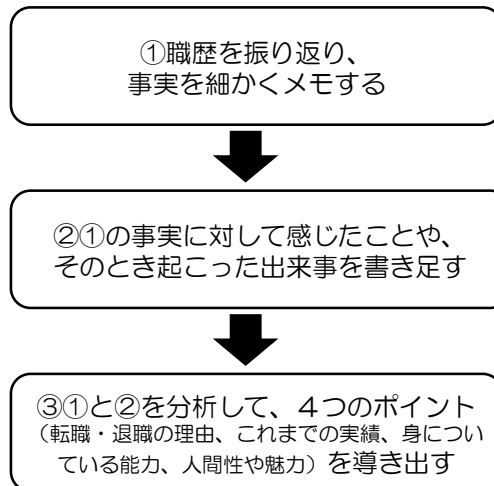 ①職歴を振り返り、
事実を細かくメモする
②①の事実に対して感じたことや、
そのとき起こった出来事を書き足す
③①と②を分析して、4つのポイント
(転職・退職の理由、これまでの実績、身につい
ている能力、人間性や魅力)を導き出す